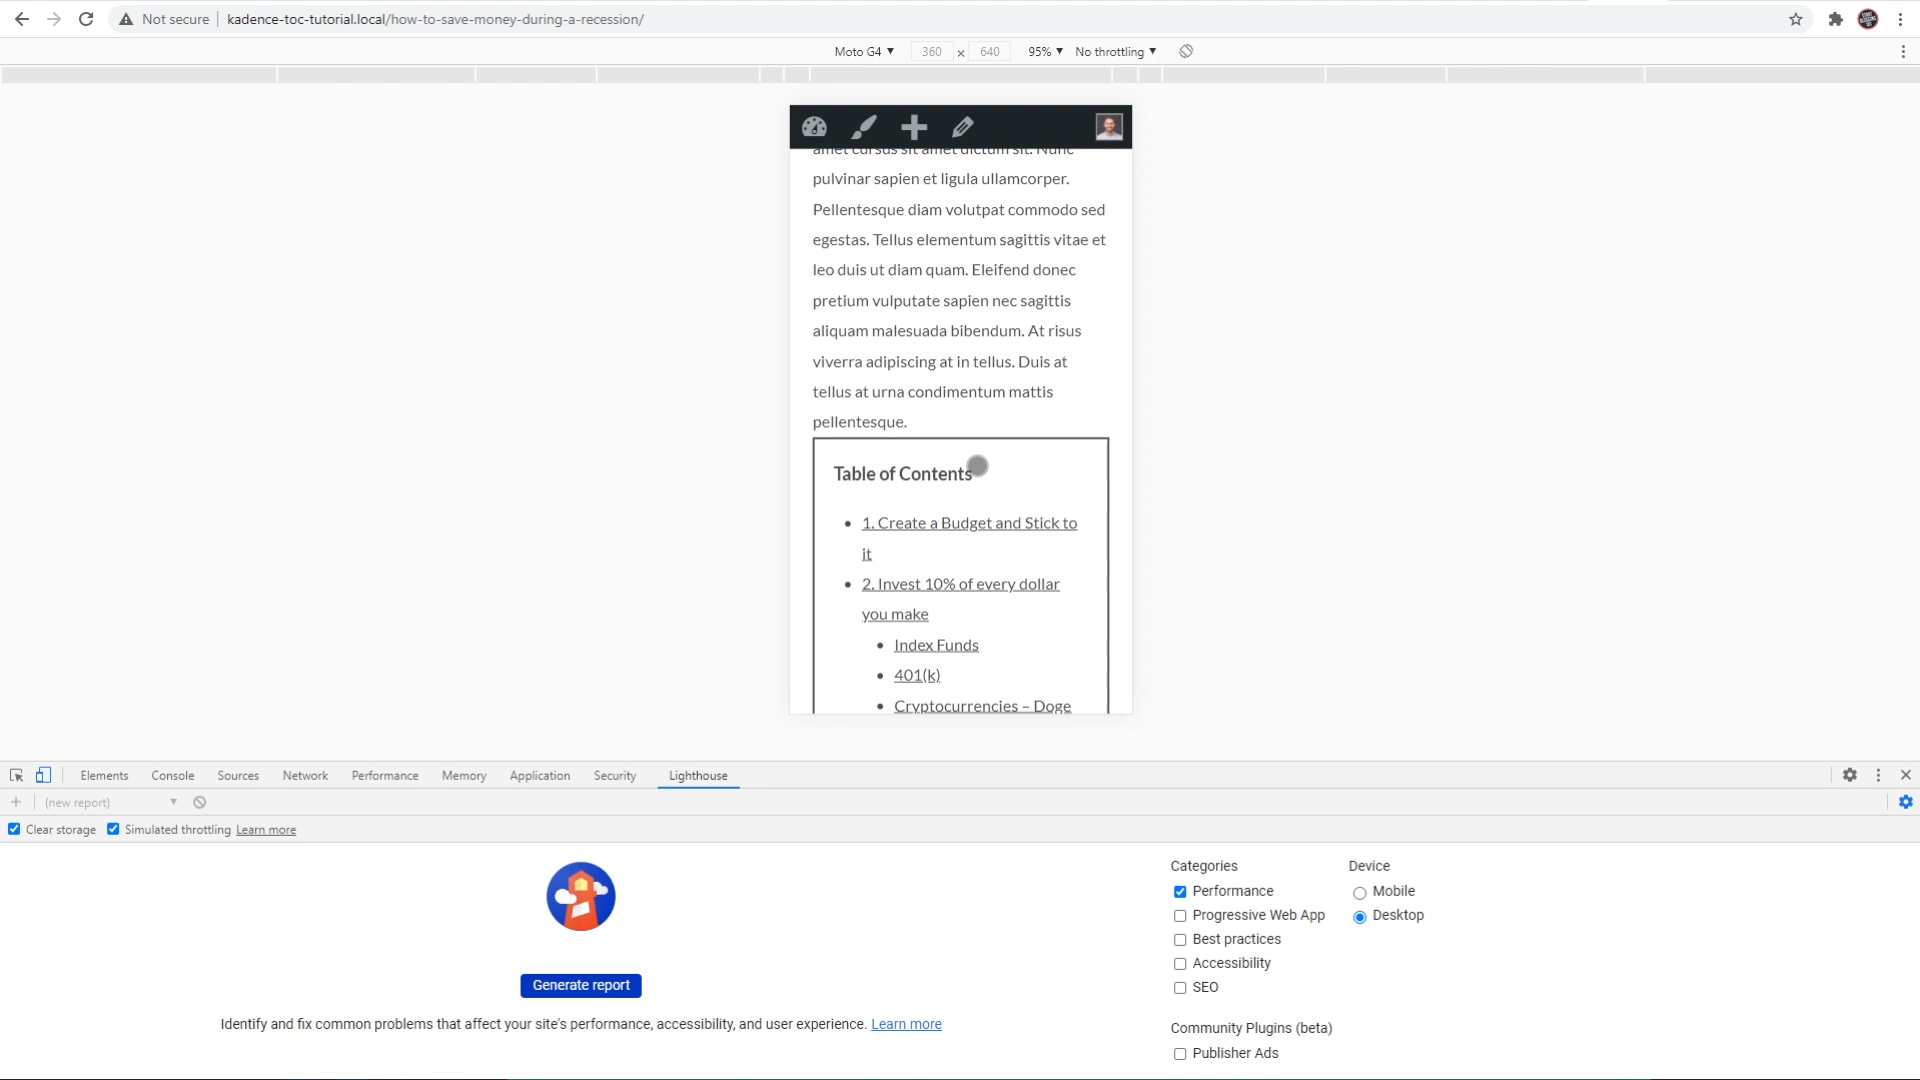 Not secure kadence-toc-tutorial.local/how-to-save-money-during-a-recession/
Moto G4 ▼ 360 x 640 95% ▼ No throttling ▼
amet cursus sit amet dictum sit. Nunc
pulvinar sapien et ligula ullamcorper.
Pellentesque diam volutpat commodo sed
egestas. Tellus elementum sagittis vitae et
leo duis ut diam quam. Eleifend donec
pretium vulputate sapien nec sagittis
aliquam malesuada bibendum. At risus
viverra adipiscing at in tellus. Duis at
tellus at urna condimentum mattis
pellentesque.
Table of Contents
• 1. Create a Budget and Stick to
it
• 2. Invest 10% of every dollar
you make
• Index Funds
• 401(k)
• Cryptocurrencies – Doge
Elements Console Sources Network Performance Memory Application Security Lighthouse
(new report) ▼
Clear storage Simulated throttling Learn more
Generate report
Identify and fix common problems that affect your site's performance, accessibility, and user experience. Learn more
Categories
Performance
Progressive Web App
Best practices
Accessibility
SEO
Community Plugins (beta)
Publisher Ads
Device
Mobile
Desktop